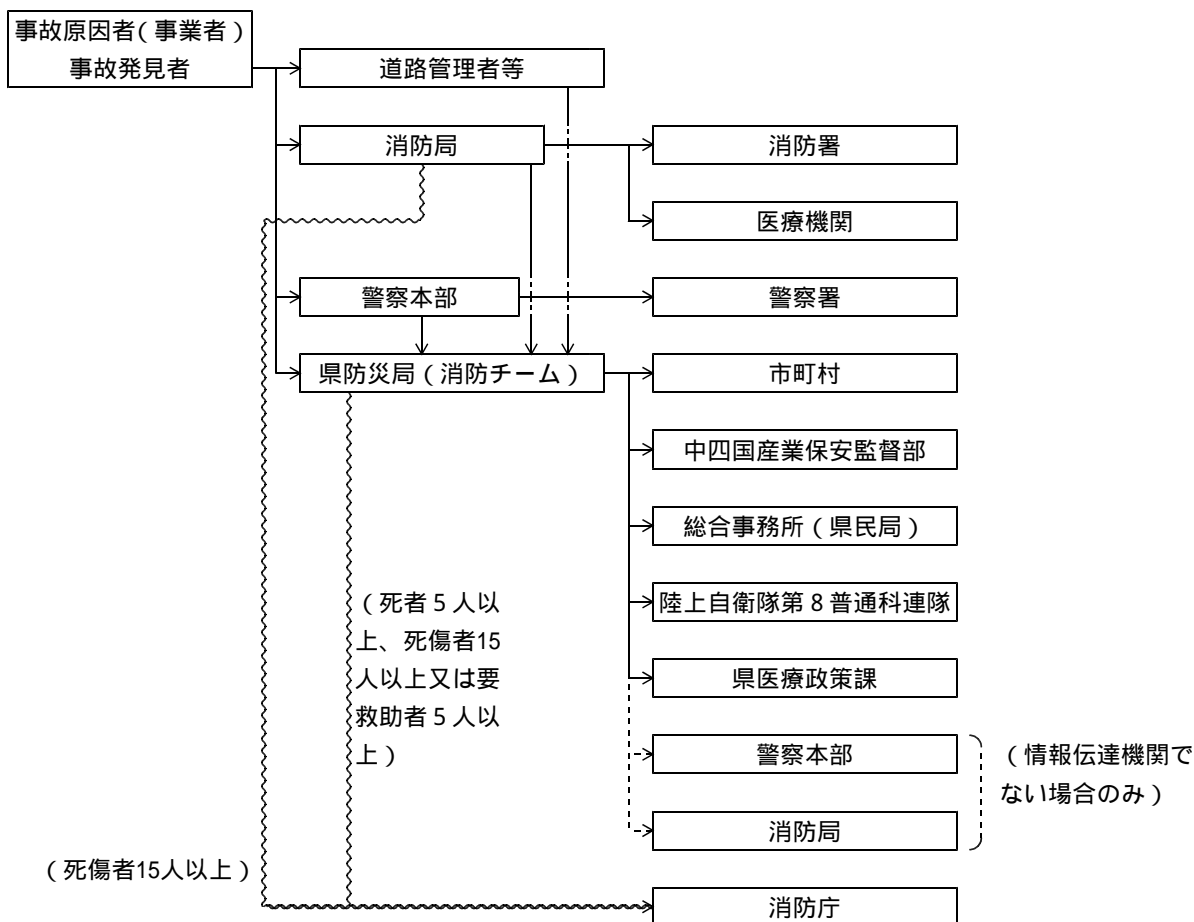 事故原因者(事業者)
事故発見者
道路管理者等
消防局
消防署
医療機関
警察本部
警察署
県防災局(消防チーム)
市町村
中四国産業保安監督部
総合事務所(県民局)
(死者5人以
上、死傷者15
人以上又は要
救助者5人以
上)
陸上自衛隊第8普通科連隊
県医療政策課
警察本部
(情報伝達機関で
ない場合のみ)
消防局
(死傷者15人以上)
消防庁